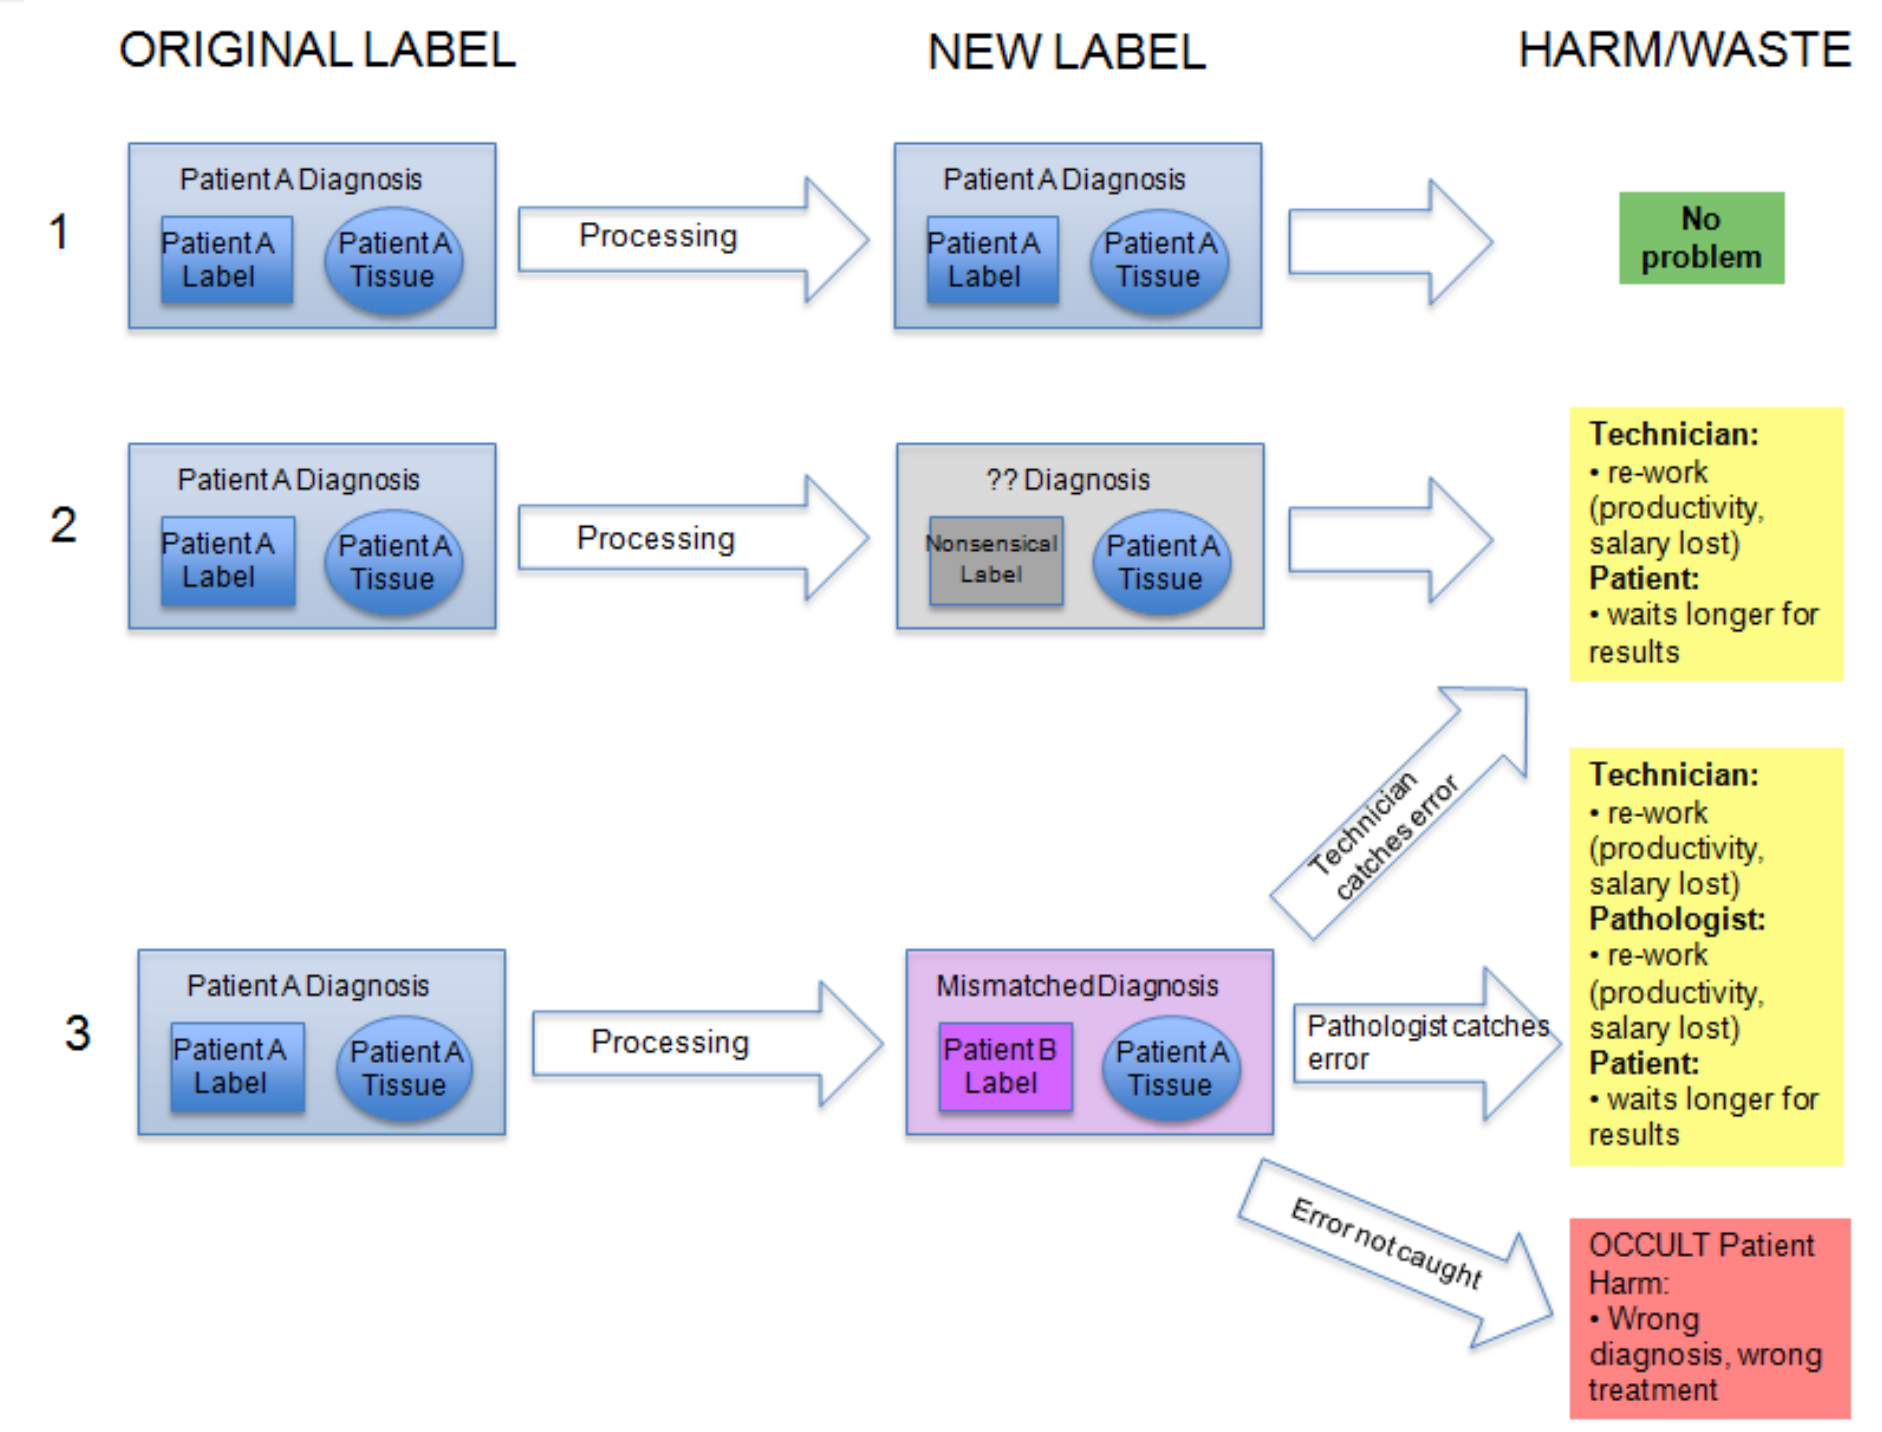 ORIGINAL LABEL
NEW LABEL
HARM/WASTE
1
Patient A Diagnosis
Patient A
Label
Patient A
Tissue
Processing
Patient A Diagnosis
Patient A
Label
Patient A
Tissue
No
problem
2
Patient A Diagnosis
Patient A
Label
Patient A
Tissue
Processing
?? Diagnosis
Nonsensical
Label
Patient A
Tissue
Technician:
• re-work
(productivity,
salary lost)
Patient:
• waits longer for
results
3
Patient A Diagnosis
Patient A
Label
Patient A
Tissue
Processing
Mismatched Diagnosis
Patient B
Label
Patient A
Tissue
Technician
catches error
Pathologist catches
error
Error not caught
Technician:
• re-work
(productivity,
salary lost)
Pathologist:
• re-work
(productivity,
salary lost)
Patient:
• waits longer for
results
OCCULT Patient
Harm:
• Wrong
diagnosis, wrong
treatment